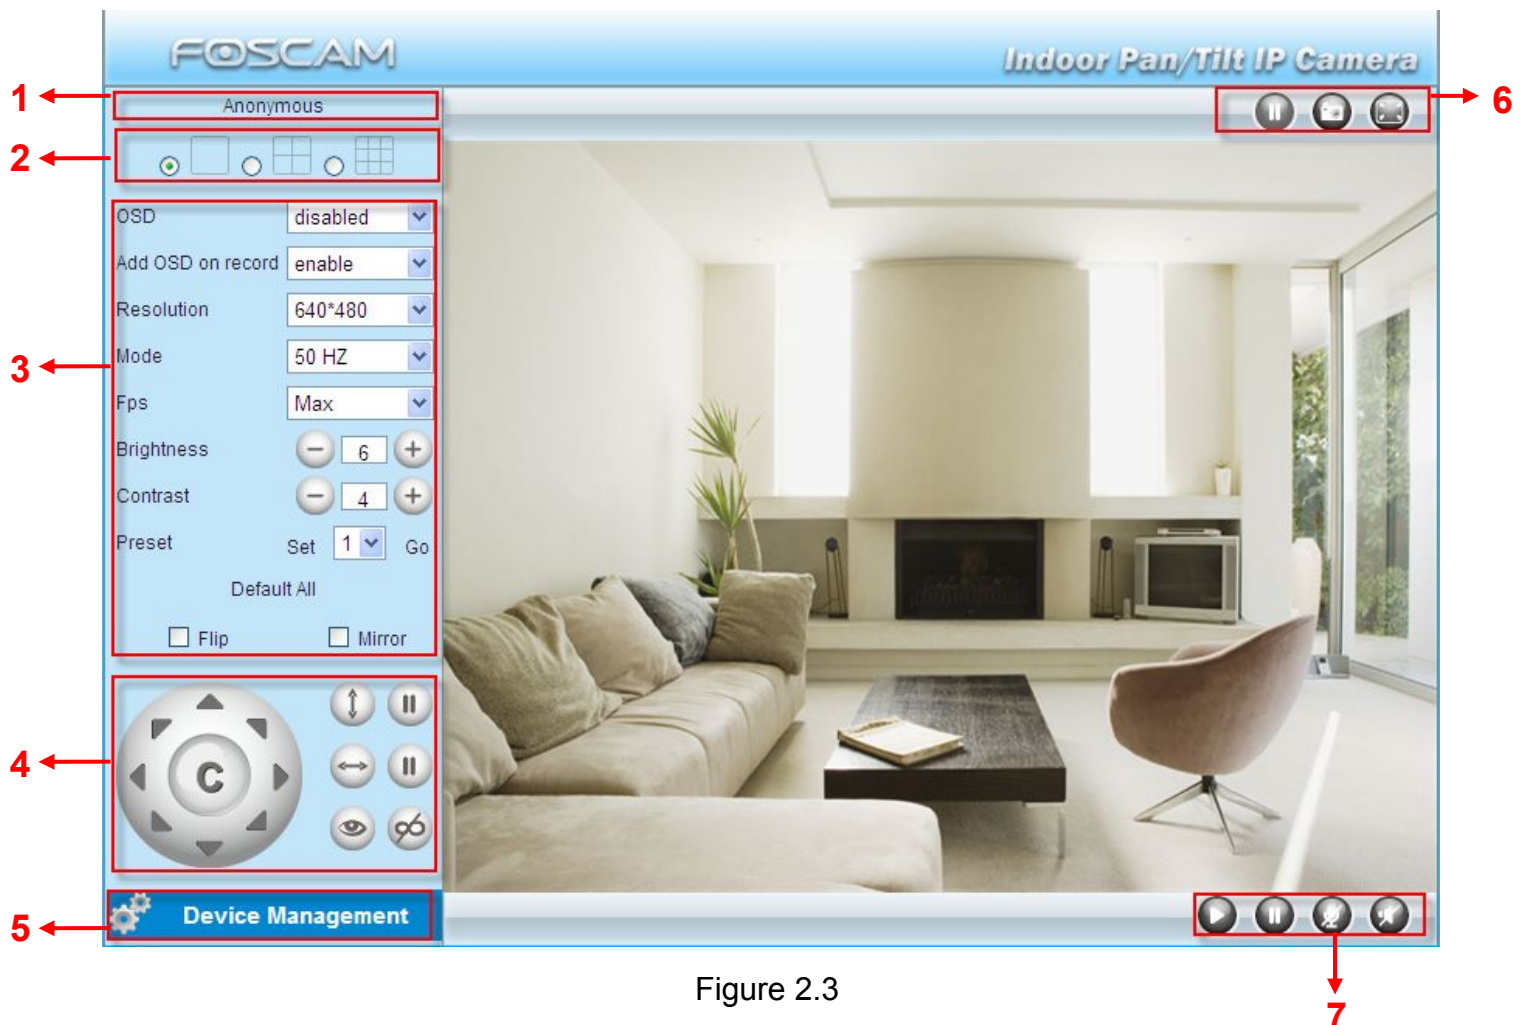 FOSCAM
Indoor Pan/Tilt IP Camera
1
Anonymous
6
2
OSD disabled
Add OSD on record enable
Resolution 640*480
Mode 50 HZ
3
Fps Max
Brightness 6
Contrast 4
Preset Set 1 Go
Default All
Flip Mirror
4
C
5
Device Management
Figure 2.3
7